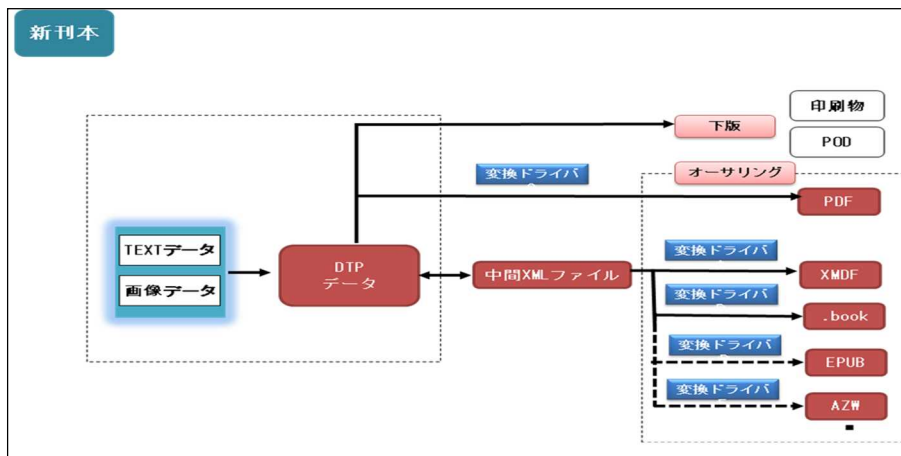 新刊本
印刷物
下版
POD
変換ドライバ
オーサリング
PDF
TEXTデータ
画像データ
DTP
データ
中間XMLファイル
変換ドライバ
XMDF
変換ドライバ
.book
変換ドライバ
EPUB
変換ドライバ
AZW